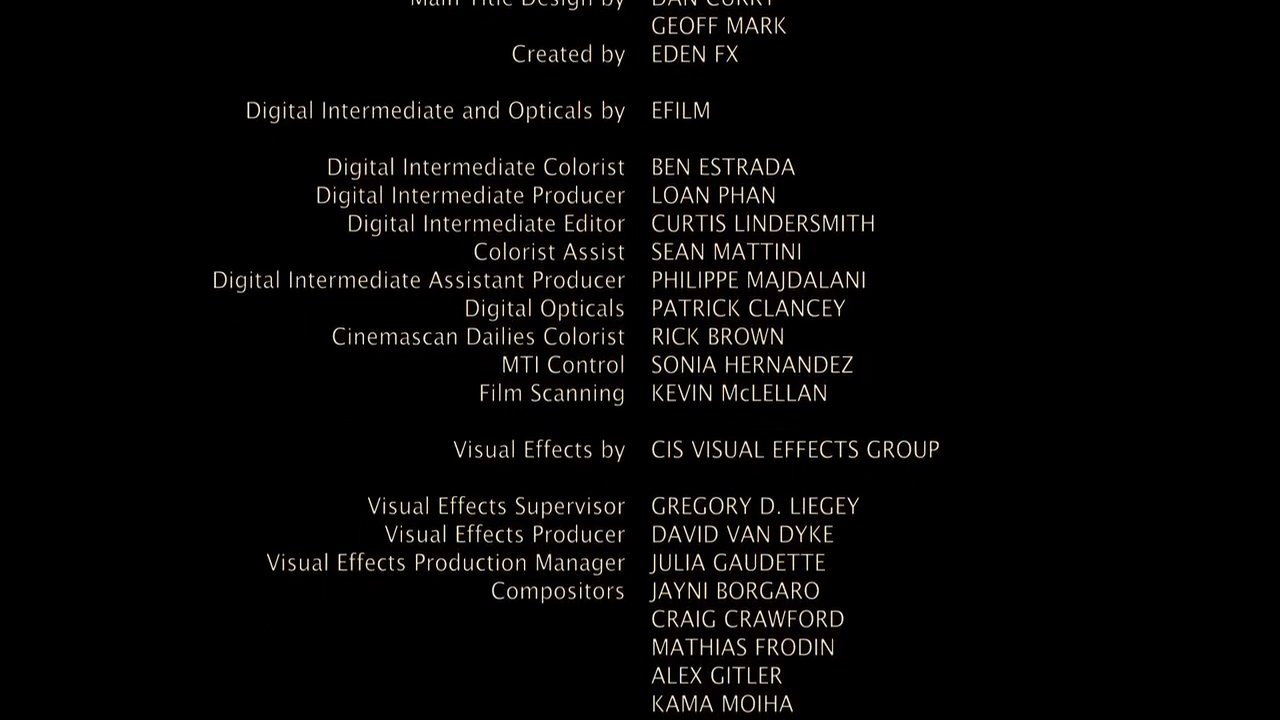 Main Title Design by DAN CURRY
GEOFF MARK
Created by EDEN FX
Digital Intermediate and Opticals by EFILM
Digital Intermediate Colorist BEN ESTRADA
Digital Intermediate Producer LOAN PHAN
Digital Intermediate Editor CURTIS LINDERSMITH
Colorist Assist SEAN MATTINI
Digital Intermediate Assistant Producer PHILIPPE MAJDALANI
Digital Opticals PATRICK CLANCEY
Cinemascan Dailies Colorist RICK BROWN
MTI Control SONIA HERNANDEZ
Film Scanning KEVIN McLELLAN
Visual Effects by CIS VISUAL EFFECTS GROUP
Visual Effects Supervisor GREGORY D. LIEGEY
Visual Effects Producer DAVID VAN DYKE
Visual Effects Production Manager JULIA GAUDETTE
Compositors JAYNI BORGARO
CRAIG CRAWFORD
MATHIAS FRODIN
ALEX GITLER
KAMA MOIHA